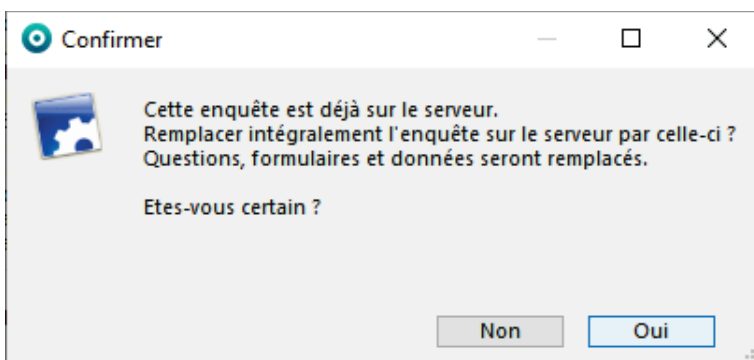 Confirmer
Cette enquête est déjà sur le serveur.
Remplacer intégralement l'enquête sur le serveur par celle-ci ?
Questions, formulaires et données seront remplacés.
Etes-vous certain ?
Non
Oui